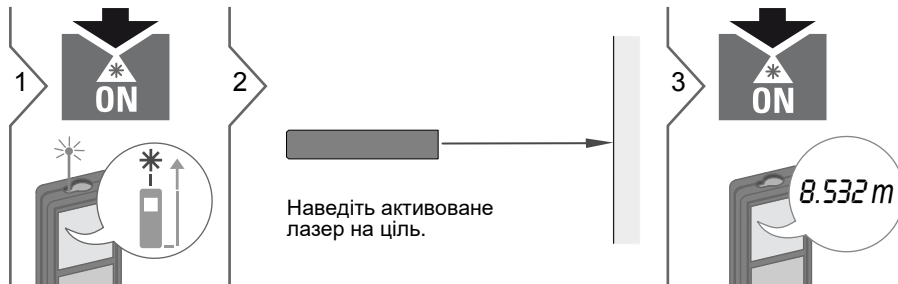 1
ON
2
Наведіть активоване
лазер на ціль.
3
ON
8.532 m